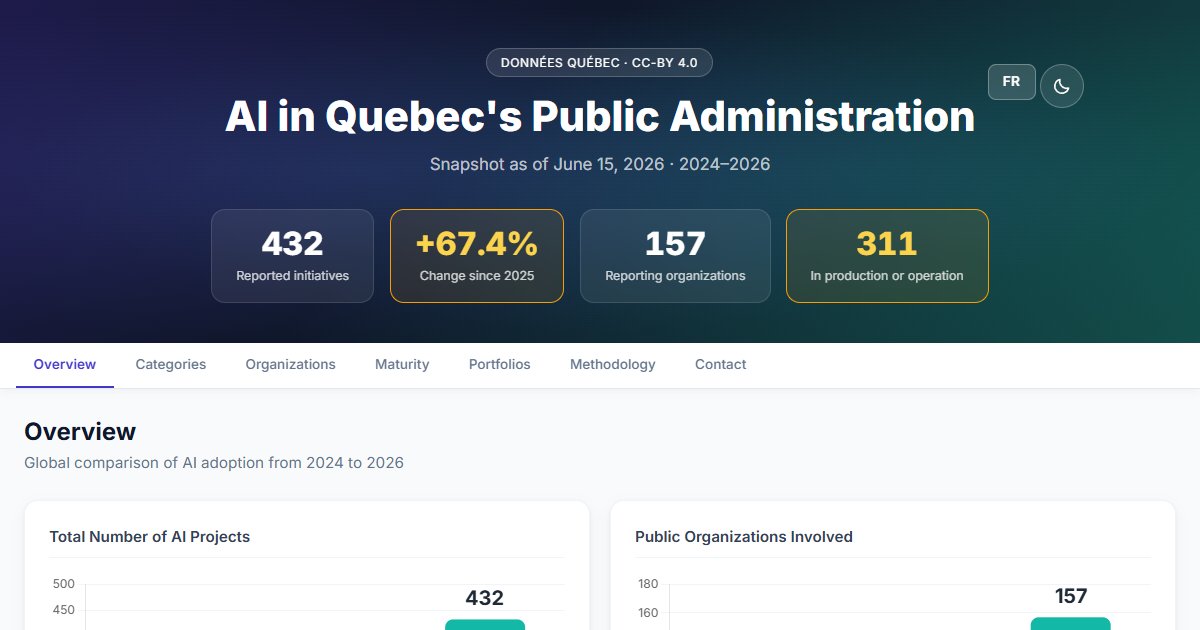 DONNÉES QUÉBEC · CC-BY 4.0
FR
AI in Quebec's Public Administration
Snapshot as of June 15, 2026 · 2024–2026
432
Reported initiatives
+67.4%
Change since 2025
157
Reporting organizations
311
In production or operation
Overview Categories Organizations Maturity Portfolios Methodology Contact
Overview
Global comparison of AI adoption from 2024 to 2026
Total Number of AI Projects
500
450
432
Public Organizations Involved
180
160
157